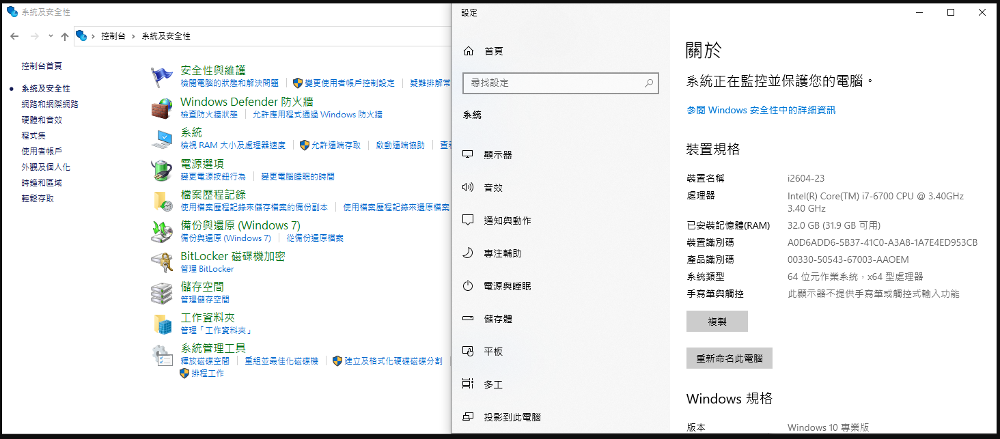 系統及安全性
控制台 › 系統及安全性
控制台首頁
系統及安全性
網路和網際網路
硬體和音效
程式集
使用者帳戶
外觀及個人化
時鐘和區域
輕鬆存取
安全性與維護
檢閱電腦的狀態和解決問題 變更使用者帳戶控制設定 疑難排解常
Windows Defender 防火牆
檢查防火牆狀態 允許應用程式通過 Windows 防火牆
系統
檢視 RAM 大小及處理器速度 允許遠端存取 啟動遠端協助 查看
電源選項
變更電源按鈕行為 變更電腦睡眠的時間
檔案歷程記錄
使用檔案歷程記錄來儲存檔案的備份副本 使用檔案歷程記錄來還原檔案
備份與還原 (Windows 7)
備份與還原 (Windows 7) 從備份還原檔案
BitLocker 磁碟機加密
管理 BitLocker
儲存空間
管理儲存空間
工作資料夾
管理「工作資料夾」
系統管理工具
釋放磁碟空間 重組並最佳化磁碟機 建立及格式化硬碟磁碟分割
排程工作
設定
首頁
尋找設定
系統
顯示器
音效
通知與動作
專注輔助
電源與睡眠
儲存體
平板
多工
投影到此電腦
關於
系統正在監控並保護您的電腦。
參閱 Windows 安全性中的詳細資訊
裝置規格
裝置名稱 i2604-23
處理器 Intel(R) Core(TM) i7-6700 CPU @ 3.40GHz
3.40 GHz
已安裝記憶體(RAM) 32.0 GB (31.9 GB 可用)
裝置識別碼 A0D6ADD6-5B37-41C0-A3A8-1A7E4ED953CB
產品識別碼 00330-50543-67003-AAOEM
系統類型 64 位元作業系統，x64 型處理器
手寫筆與觸控 此顯示器不提供手寫筆或觸控式輸入功能
複製
重新命名此電腦
Windows 規格
版本 Windows 10 專業版